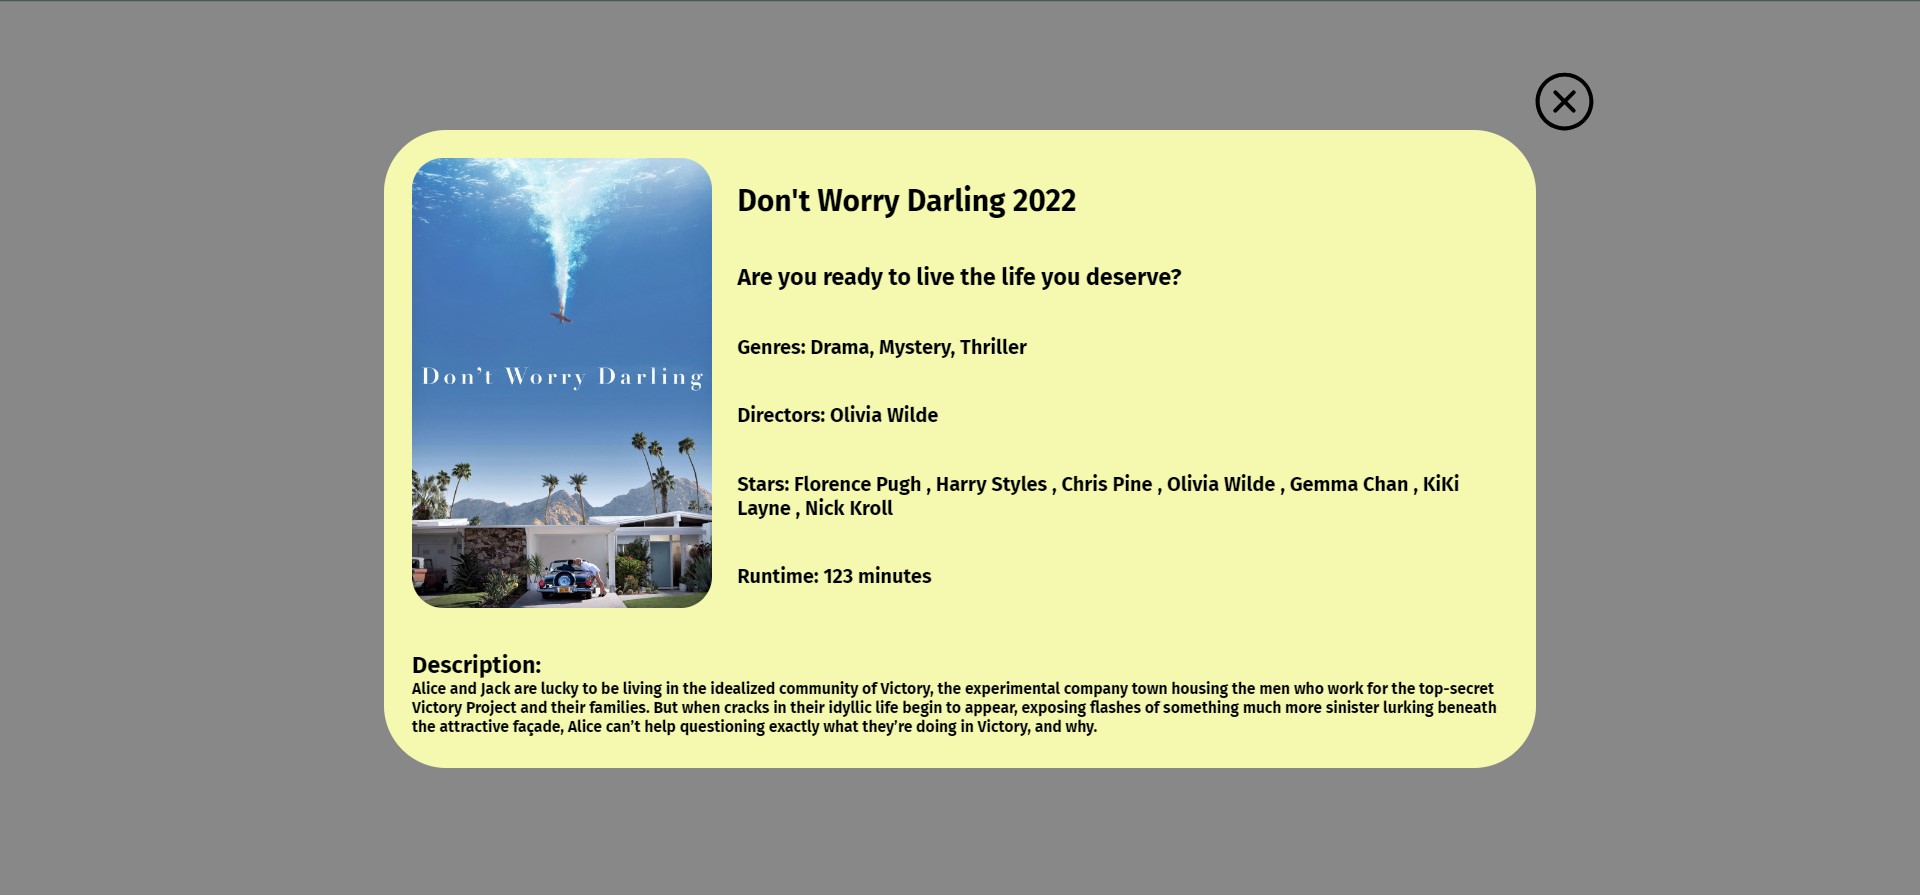 Don't Worry Darling
Don't Worry Darling 2022
Are you ready to live the life you deserve?
Genres: Drama, Mystery, Thriller
Directors: Olivia Wilde
Stars: Florence Pugh , Harry Styles , Chris Pine , Olivia Wilde , Gemma Chan , KiKi
Layne , Nick Kroll
Runtime: 123 minutes
Description:
Alice and Jack are lucky to be living in the idealized community of Victory, the experimental company town housing the men who work for the top-secret
Victory Project and their families. But when cracks in their idyllic life begin to appear, exposing flashes of something much more sinister lurking beneath
the attractive façade, Alice can’t help questioning exactly what they’re doing in Victory, and why.